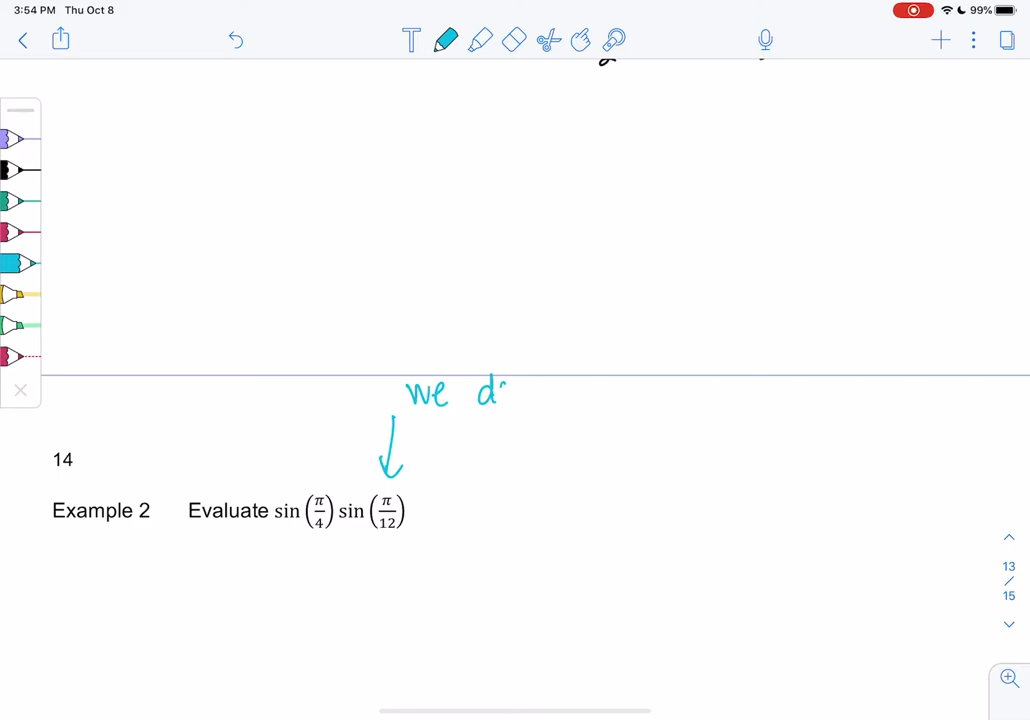 3:54 PM Thu Oct 8
99%
we d
14
Example 2 Evaluate sin (π/4) sin (π/12)
13
/
15